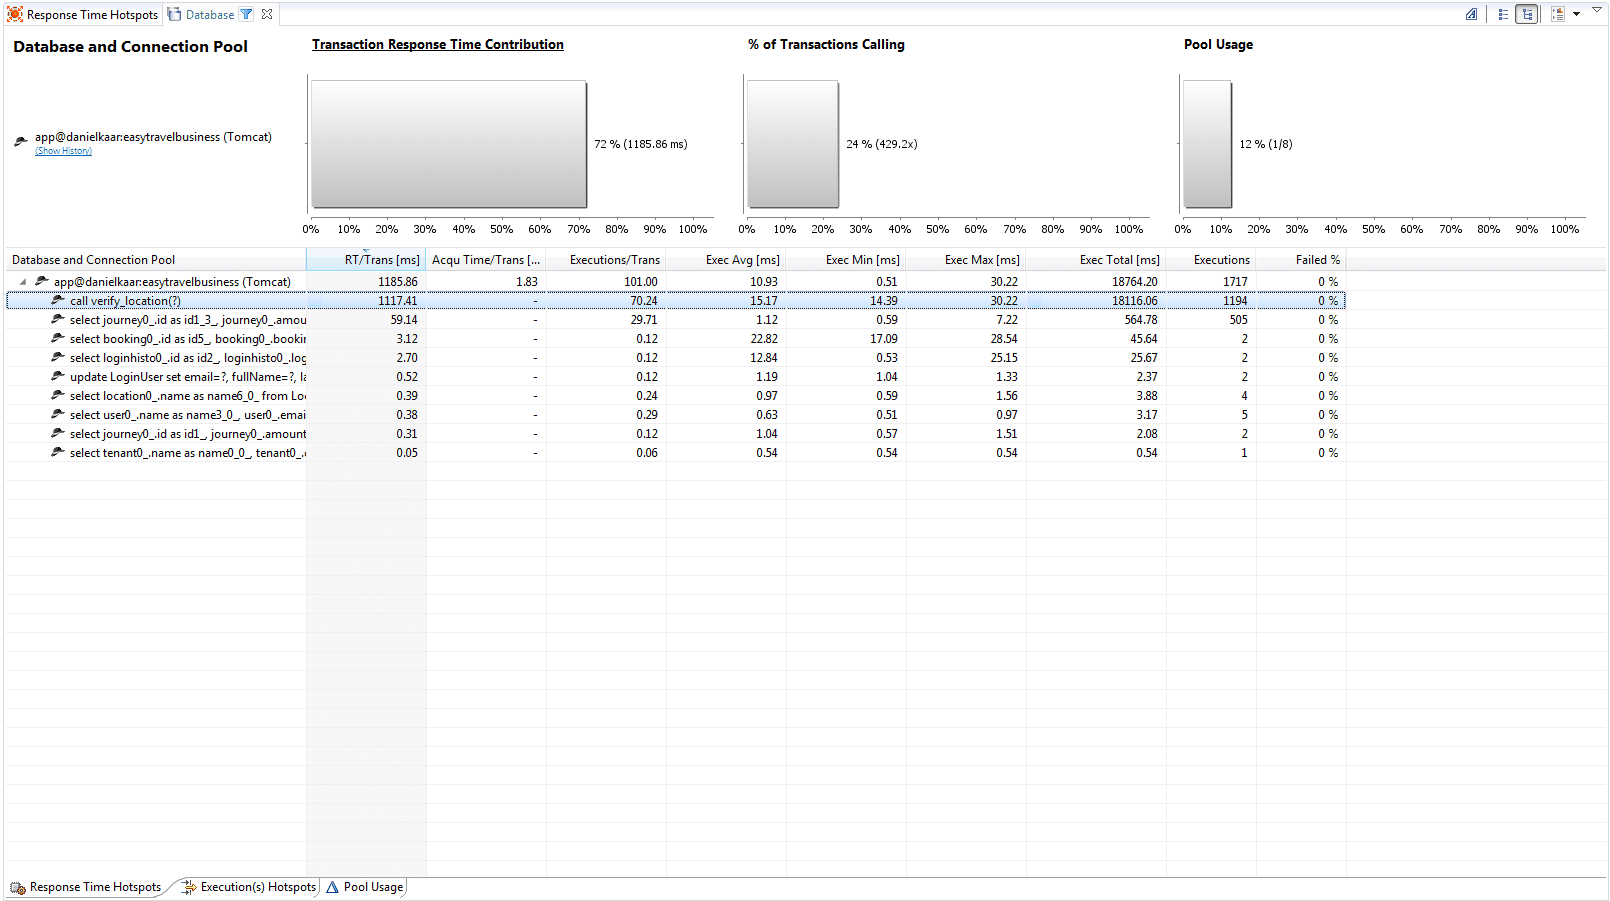 Response Time Hotspots Database
Database and Connection Pool
Transaction Response Time Contribution
% of Transactions Calling
Pool Usage
app@danielkaar:easytravelbusiness (Tomcat)
(Show History)
72 % (1185.86 ms)
24 % (429.2x)
12 % (1/8)
0% 10% 20% 30% 40% 50% 60% 70% 80% 90% 100%
0% 10% 20% 30% 40% 50% 60% 70% 80% 90% 100%
0% 10% 20% 30% 40% 50% 60% 70% 80% 90% 100%
Database and Connection Pool RT/Trans [ms] Acqu Time/Trans [... Executions/Trans Exec Avg [ms] Exec Min [ms] Exec Max [ms] Exec Total [ms] Executions Failed %
app@danielkaar:easytravelbusiness (Tomcat) 1185.86 1.83 101.00 10.93 0.51 30.22 18764.20 1717 0 %
call verify_location(?) 1117.41 - 70.24 15.17 14.39 30.22 18116.06 1194 0 %
select journey0_.id as id1_3_, journey0_.amou 59.14 - 29.71 1.12 0.59 7.22 564.78 505 0 %
select booking0_.id as id5_, booking0_.bookin 3.12 - 0.12 22.82 17.09 28.54 45.64 2 0 %
select loginhisto0_.id as id2_, loginhisto0_.log 2.70 - 0.12 12.84 0.53 25.15 25.67 2 0 %
update LoginUser set email=?, fullName=?, la 0.52 - 0.12 1.19 1.04 1.33 2.37 2 0 %
select location0_.name as name6_0_ from Loc 0.39 - 0.24 0.97 0.59 1.56 3.88 4 0 %
select user0_.name as name3_0_, user0_.emai 0.38 - 0.29 0.63 0.51 0.97 3.17 5 0 %
select journey0_.id as id1_, journey0_.amount 0.31 - 0.12 1.04 0.57 1.51 2.08 2 0 %
select tenant0_.name as name0_0_, tenant0_. 0.05 - 0.06 0.54 0.54 0.54 0.54 1 0 %
Response Time Hotspots Execution(s) Hotspots Pool Usage